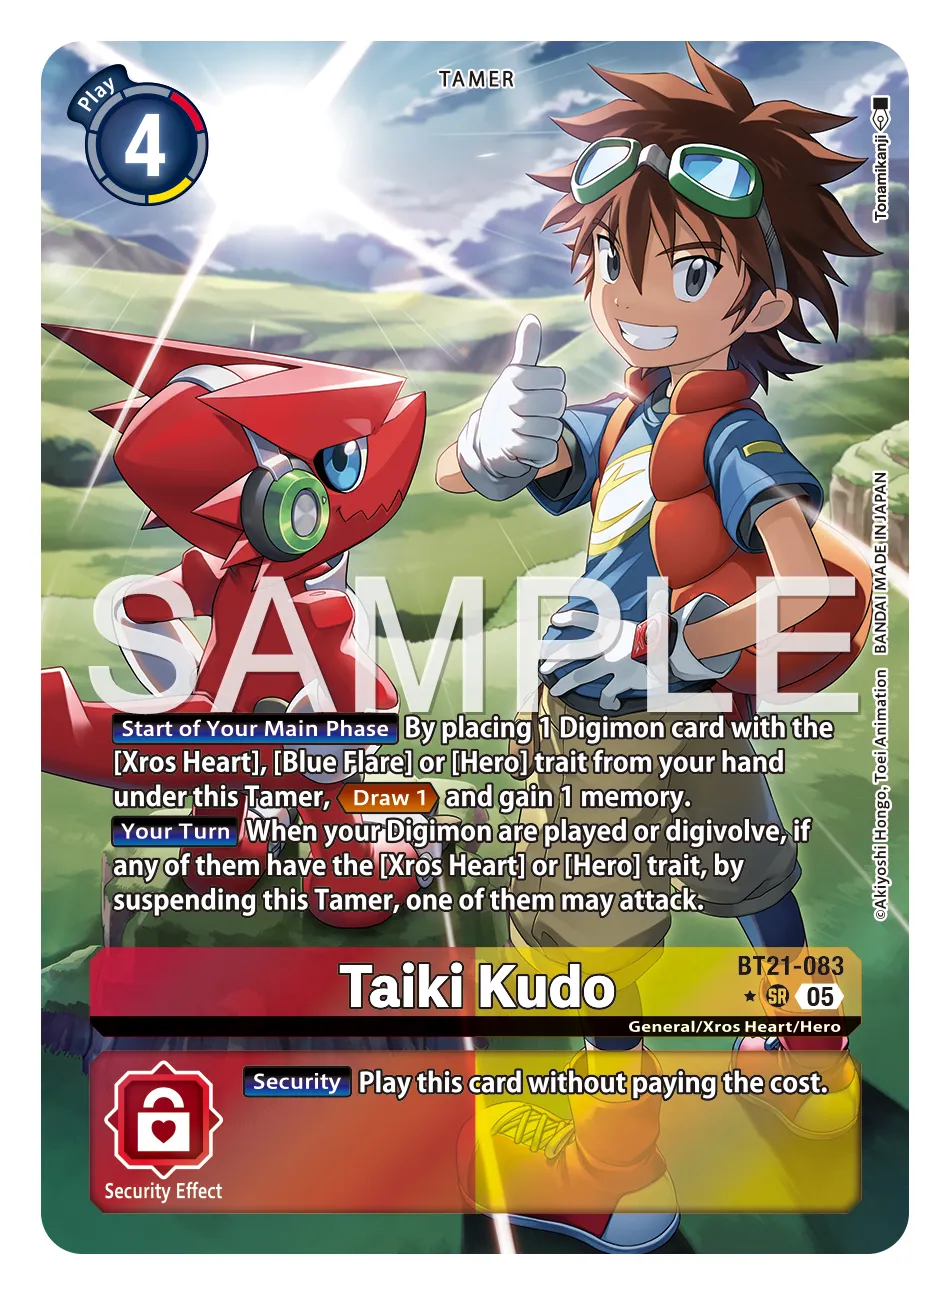 TAMER
Play
4
Tonamikanji
BANDAI MADE IN JAPAN
©Akiyoshi Hongo, Toei Animation
SAMPLE
Start of Your Main Phase By placing 1 Digimon card with the
[Xros Heart], [Blue Flare] or [Hero] trait from your hand
under this Tamer, Draw 1 and gain 1 memory.
Your Turn When your Digimon are played or digivolve, if
any of them have the [Xros Heart] or [Hero] trait, by
suspending this Tamer, one of them may attack.
Taiki Kudo
BT21-083
★ SR 05
General/Xros Heart/Hero
Security Play this card without paying the cost.
Security Effect